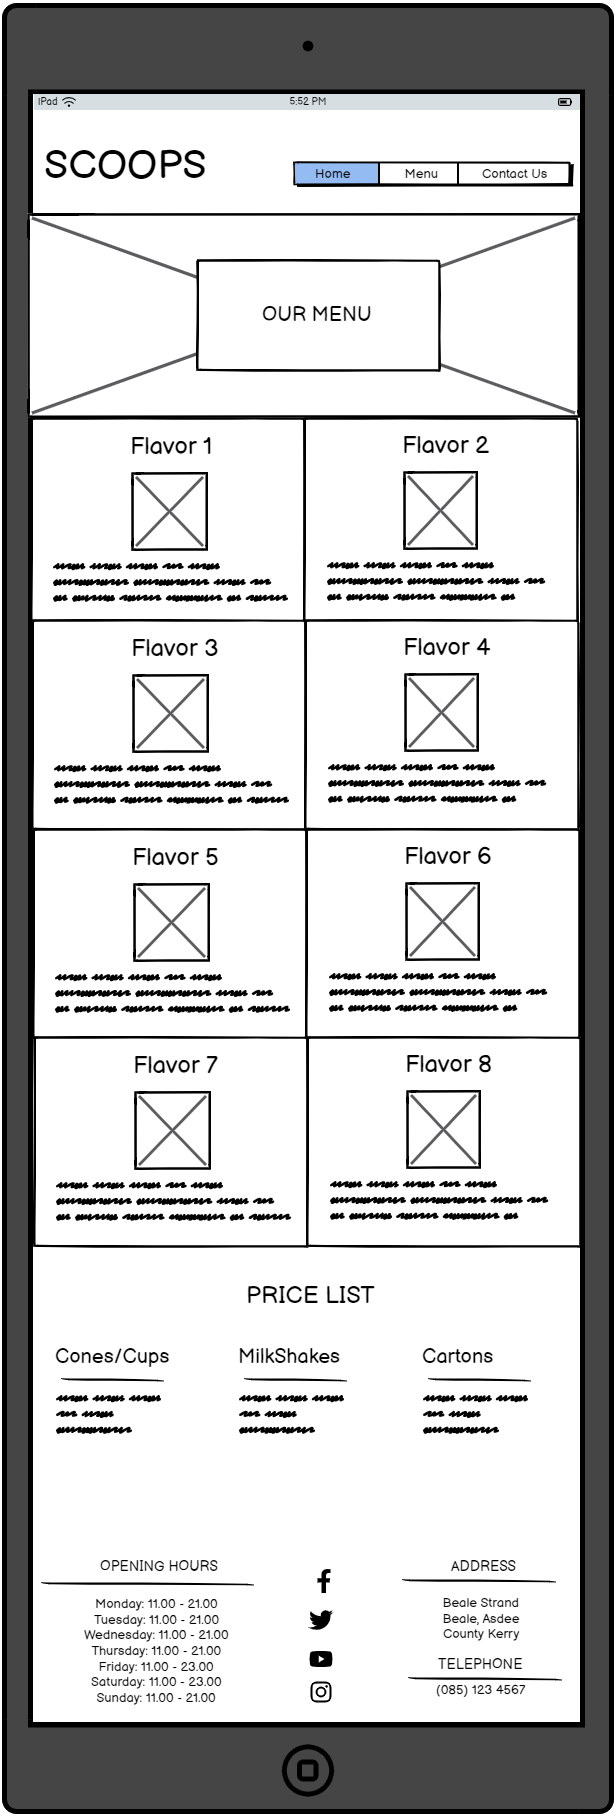 iPad
5:52 PM
SCOOPS
Home Menu Contact Us
OUR MENU
Flavor 1
Flavor 2
Flavor 3
Flavor 4
Flavor 5
Flavor 6
Flavor 7
Flavor 8
PRICE LIST
Cones/Cups
MilkShakes
Cartons
OPENING HOURS
Monday: 11.00 - 21.00
Tuesday: 11.00 - 21.00
Wednesday: 11.00 - 21.00
Thursday: 11.00 - 21.00
Friday: 11.00 - 23.00
Saturday: 11.00 - 23.00
Sunday: 11.00 - 21.00
ADDRESS
Beale Strand
Beale, Asdee
County Kerry
TELEPHONE
(085) 123 4567